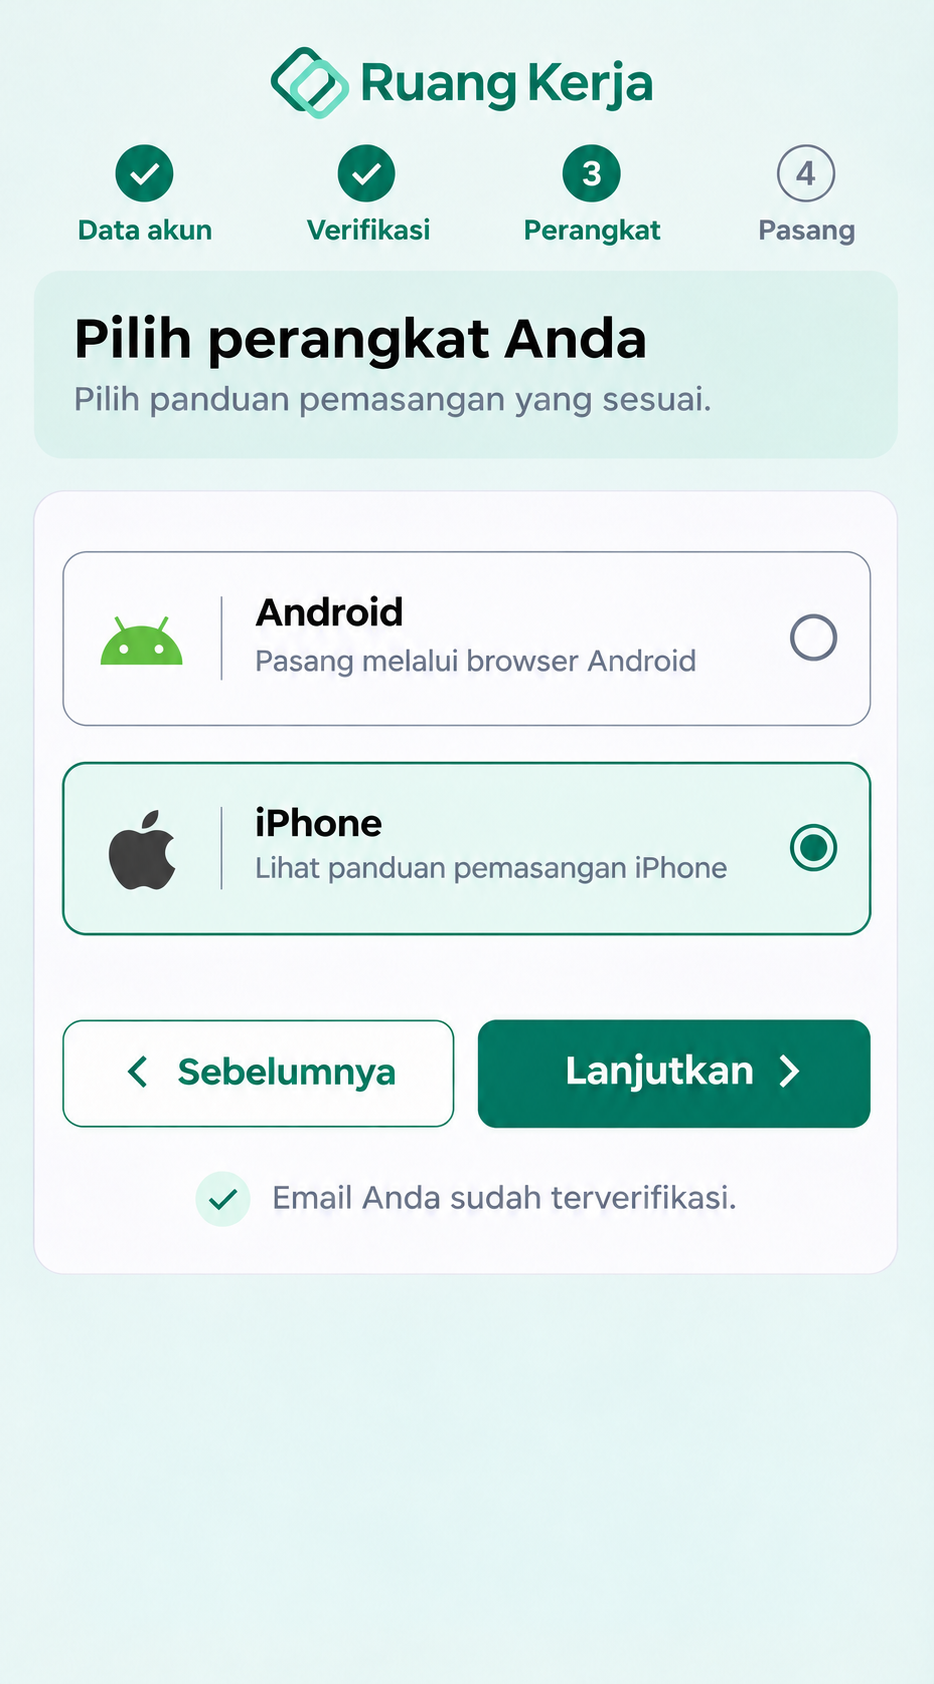 Ruang Kerja
3
4
Data akun
Verifikasi
Perangkat
Pasang
Pilih perangkat Anda
Pilih panduan pemasangan yang sesuai.
Android
Pasang melalui browser Android
iPhone
Lihat panduan pemasangan iPhone
Sebelumnya
Lanjutkan
Email Anda sudah terverifikasi.